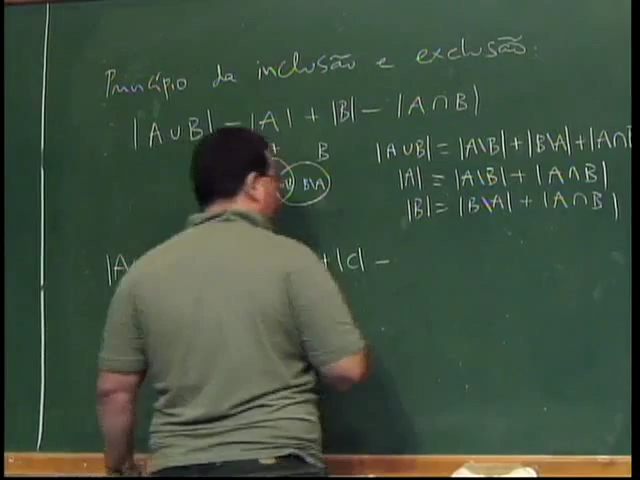 Princípio da inclusão e exclusão.
|A∪B| = |A| + |B| - |A∩B|
B
B\A
|A∪B| = |A\B| + |B\A| + |A∩
|A| = |A\B| + |A∩B|
|B| = |B\A| + |A∩B|
|A + |C| -